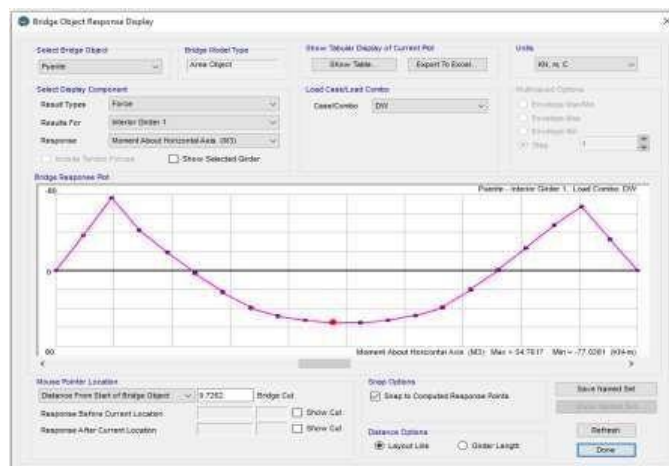 Bridge Object Response Display
Select Bridge Object
Puente
Bridge Model Type
Area Object
Show Tabular Display of Current Plot
Show Table...
Export To Excel...
Units
KN, m, C
Select Display Component
Result Types
Force
Results For
Interior Girder 1
Response
Moment About Horizontal Axis (M3)
Include Tendon Forces
Show Selected Girder
Load Case/Load Combo
Case/Combo
DW
Multivalued Options
Envelope Max/Min
Envelope Max
Envelope Min
Step
1
Bridge Response Plot
Puente - Interior Girder 1, Load Combo DW
-80.
0
80.
Moment About Horizontal Axis (M3) Max = 54.7617 Min = -77.0261 (KN-m)
Mouse Pointer Location
Distance From Start of Bridge Object
9.7282
Bridge Cut
Response Before Current Location
Show Cut
Response After Current Location
Show Cut
Snap Options
Snap to Computed Response Points
Distance Options
Layout Line
Girder Length
Save Named Set
Refresh
Done